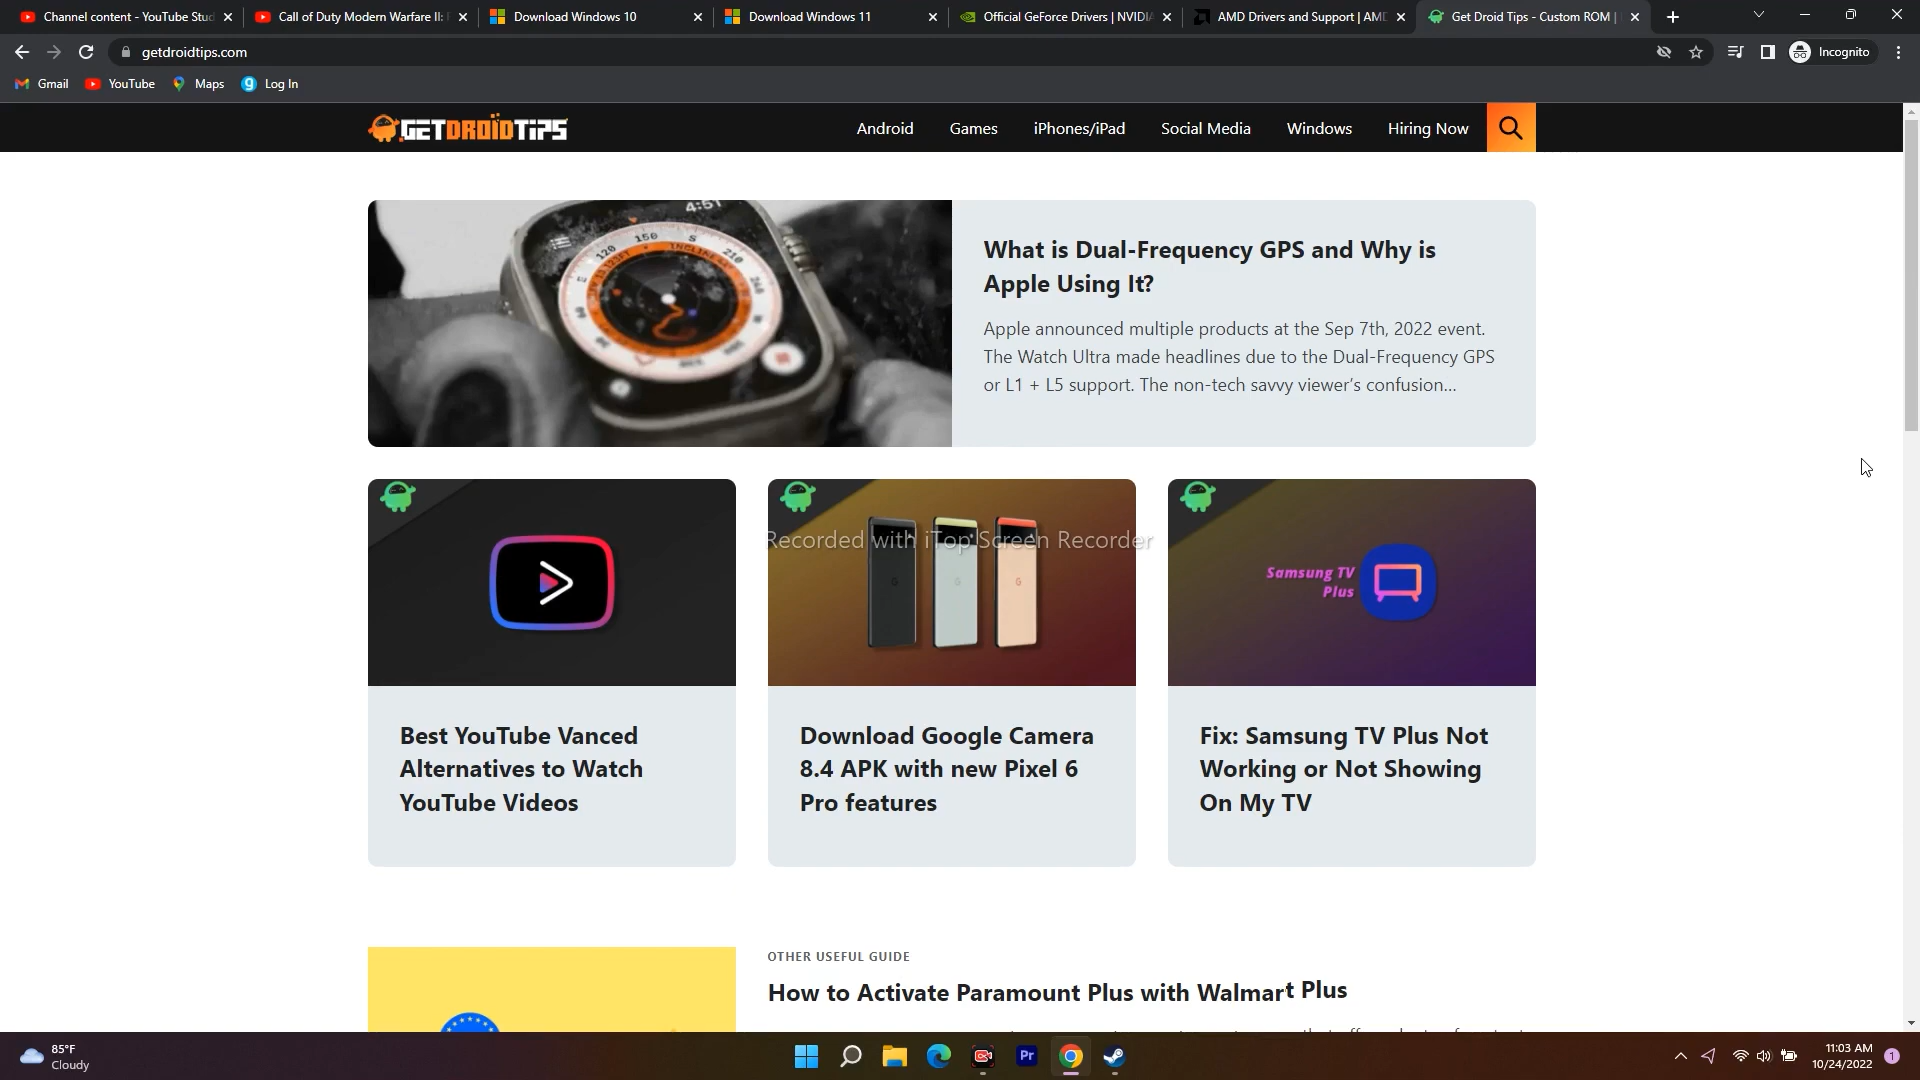 Channel content - YouTube Stud
Call of Duty Modern Warfare II:
Download Windows 10
Download Windows 11
Official GeForce Drivers | NVIDIA
AMD Drivers and Support | AMD
Get Droid Tips - Custom ROM |
getdroidtips.com
Incognito
Gmail
YouTube
Maps
Log In
GETDROIDTIPS
Android
Games
iPhones/iPad
Social Media
Windows
Hiring Now
4:51
What is Dual-Frequency GPS and Why is
Apple Using It?
Apple announced multiple products at the Sep 7th, 2022 event.
The Watch Ultra made headlines due to the Dual-Frequency GPS
or L1 + L5 support. The non-tech savvy viewer's confusion...
Recorded with iTop Screen Recorder
Samsung TV
Plus
Best YouTube Vanced
Alternatives to Watch
YouTube Videos
Download Google Camera
8.4 APK with new Pixel 6
Pro features
Fix: Samsung TV Plus Not
Working or Not Showing
On My TV
OTHER USEFUL GUIDE
How to Activate Paramount Plus with Walmart Plus
85°F
Cloudy
Pr
11:03 AM
10/24/2022
1